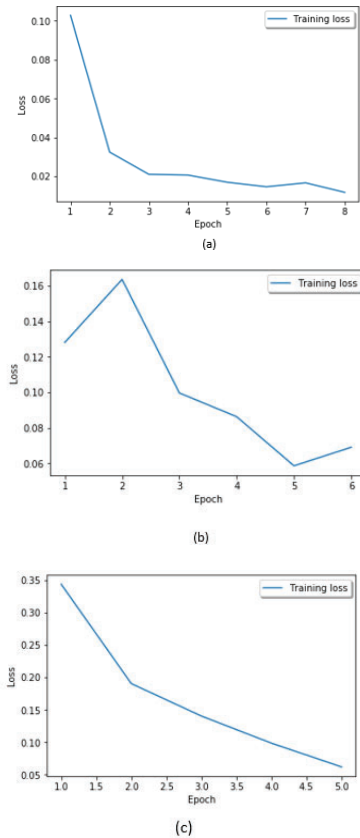 0.10
Training loss
0.08
0.06
Loss
0.04
0.02
1 2 3 4 5 6 7 8
Epoch
(a)
0.16
Training loss
0.14
0.12
Loss
0.10
0.08
0.06
1 2 3 4 5 6
Epoch
(b)
0.35
Training loss
0.30
0.25
Loss
0.20
0.15
0.10
0.05
1.0 1.5 2.0 2.5 3.0 3.5 4.0 4.5 5.0
Epoch
(c)